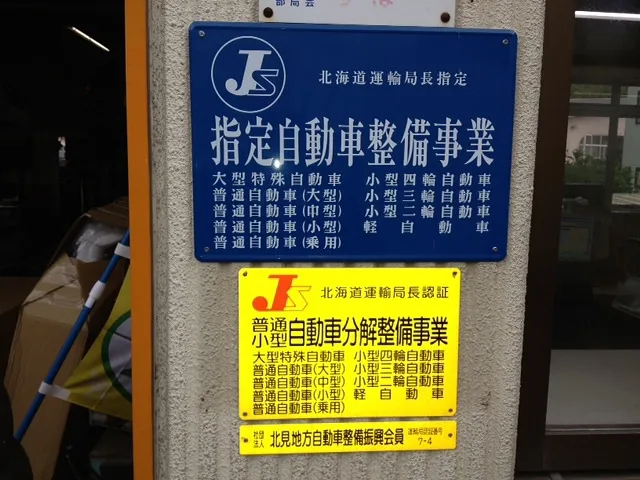 部局会
JS
北海道運輸局長指定
指定自動車整備事業
大型特殊自動車 小型四輪自動車
普通自動車(大型) 小型三輪自動車
普通自動車(中型) 小型二輪自動車
普通自動車(小型) 軽自動車
普通自動車(乗用)
JS
北海道運輸局長認証
普通
小型 自動車分解整備事業
大型特殊自動車 小型四輪自動車
普通自動車(大型) 小型三輪自動車
普通自動車(中型) 小型二輪自動車
普通自動車(小型) 軽自動車
普通自動車(乗用)
社団
法人 北見地方自動車整備振興会員
7-4